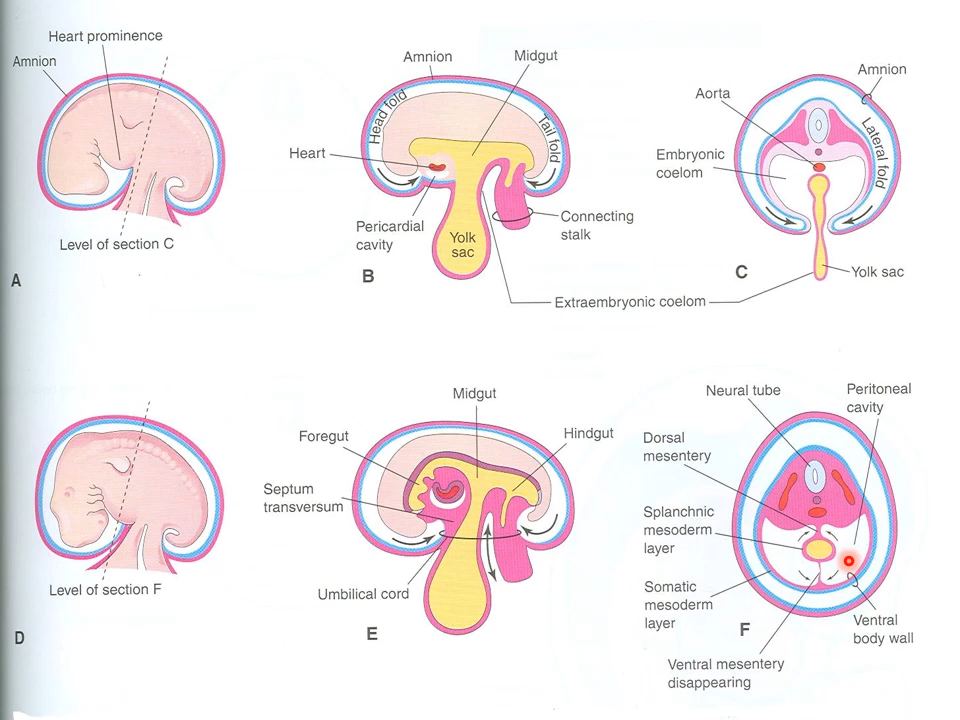 Heart prominence
Amnion
Level of section C
A
Amnion
Midgut
Head fold
Tail fold
Heart
Pericardial
cavity
Yolk
sac
Connecting
stalk
B
Extraembryonic coelom
Amnion
Aorta
Embryonic
coelom
Lateral fold
C
Yolk sac
Level of section F
D
Midgut
Foregut
Hindgut
Septum
transversum
Umbilical cord
E
Neural tube
Peritoneal
cavity
Dorsal
mesentery
Splanchnic
mesoderm
layer
Somatic
mesoderm
layer
F
Ventral
body wall
Ventral mesentery
disappearing